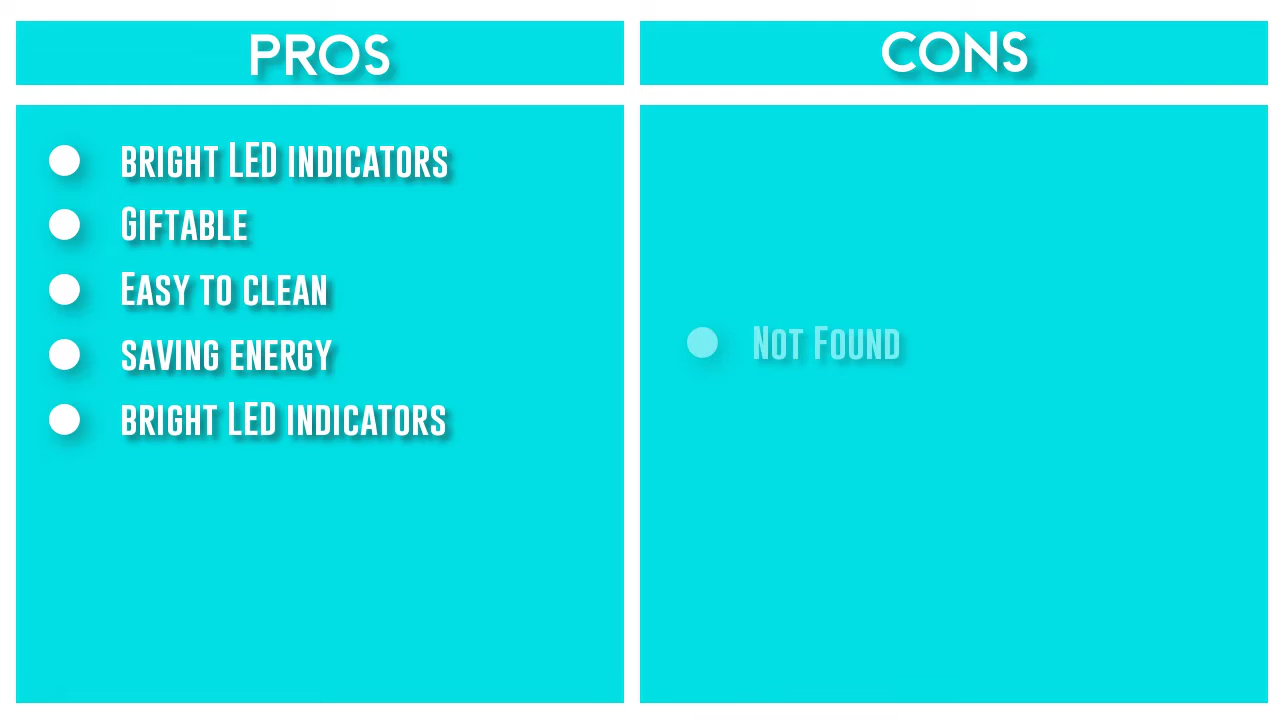 PROS
CONS
BRIGHT LED INDICATORS
GIFTABLE
EASY TO CLEAN
SAVING ENERGY
BRIGHT LED INDICATORS
NOT FOUND